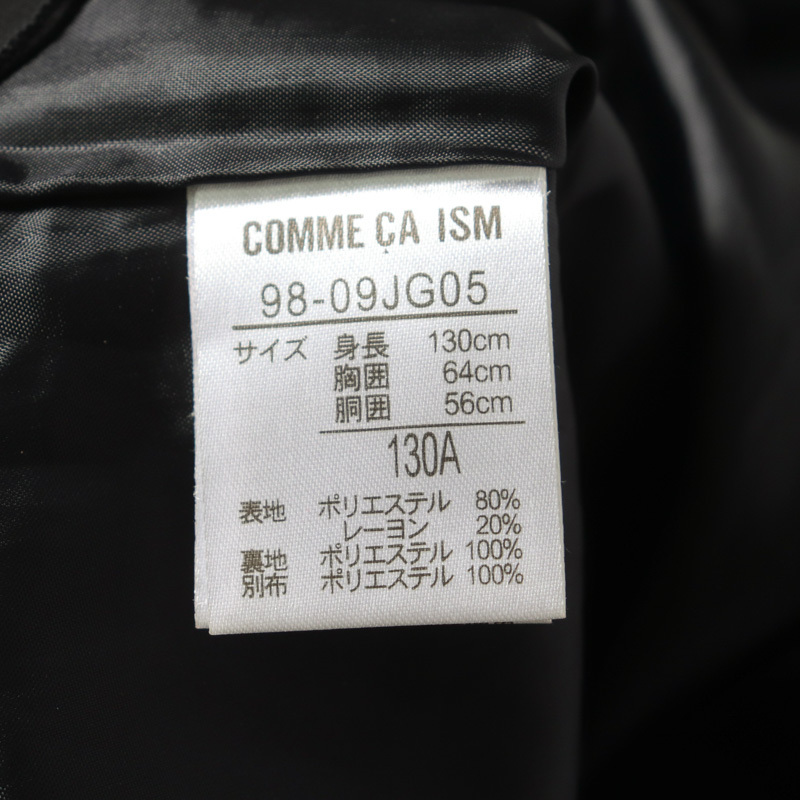 COMME ÇA ISM
98-09JG05
サイズ 身長 130cm
胸囲 64cm
胴囲 56cm
130A
表地 ポリエステル 80%
レーヨン 20%
裏地 ポリエステル 100%
別布 ポリエステル 100%